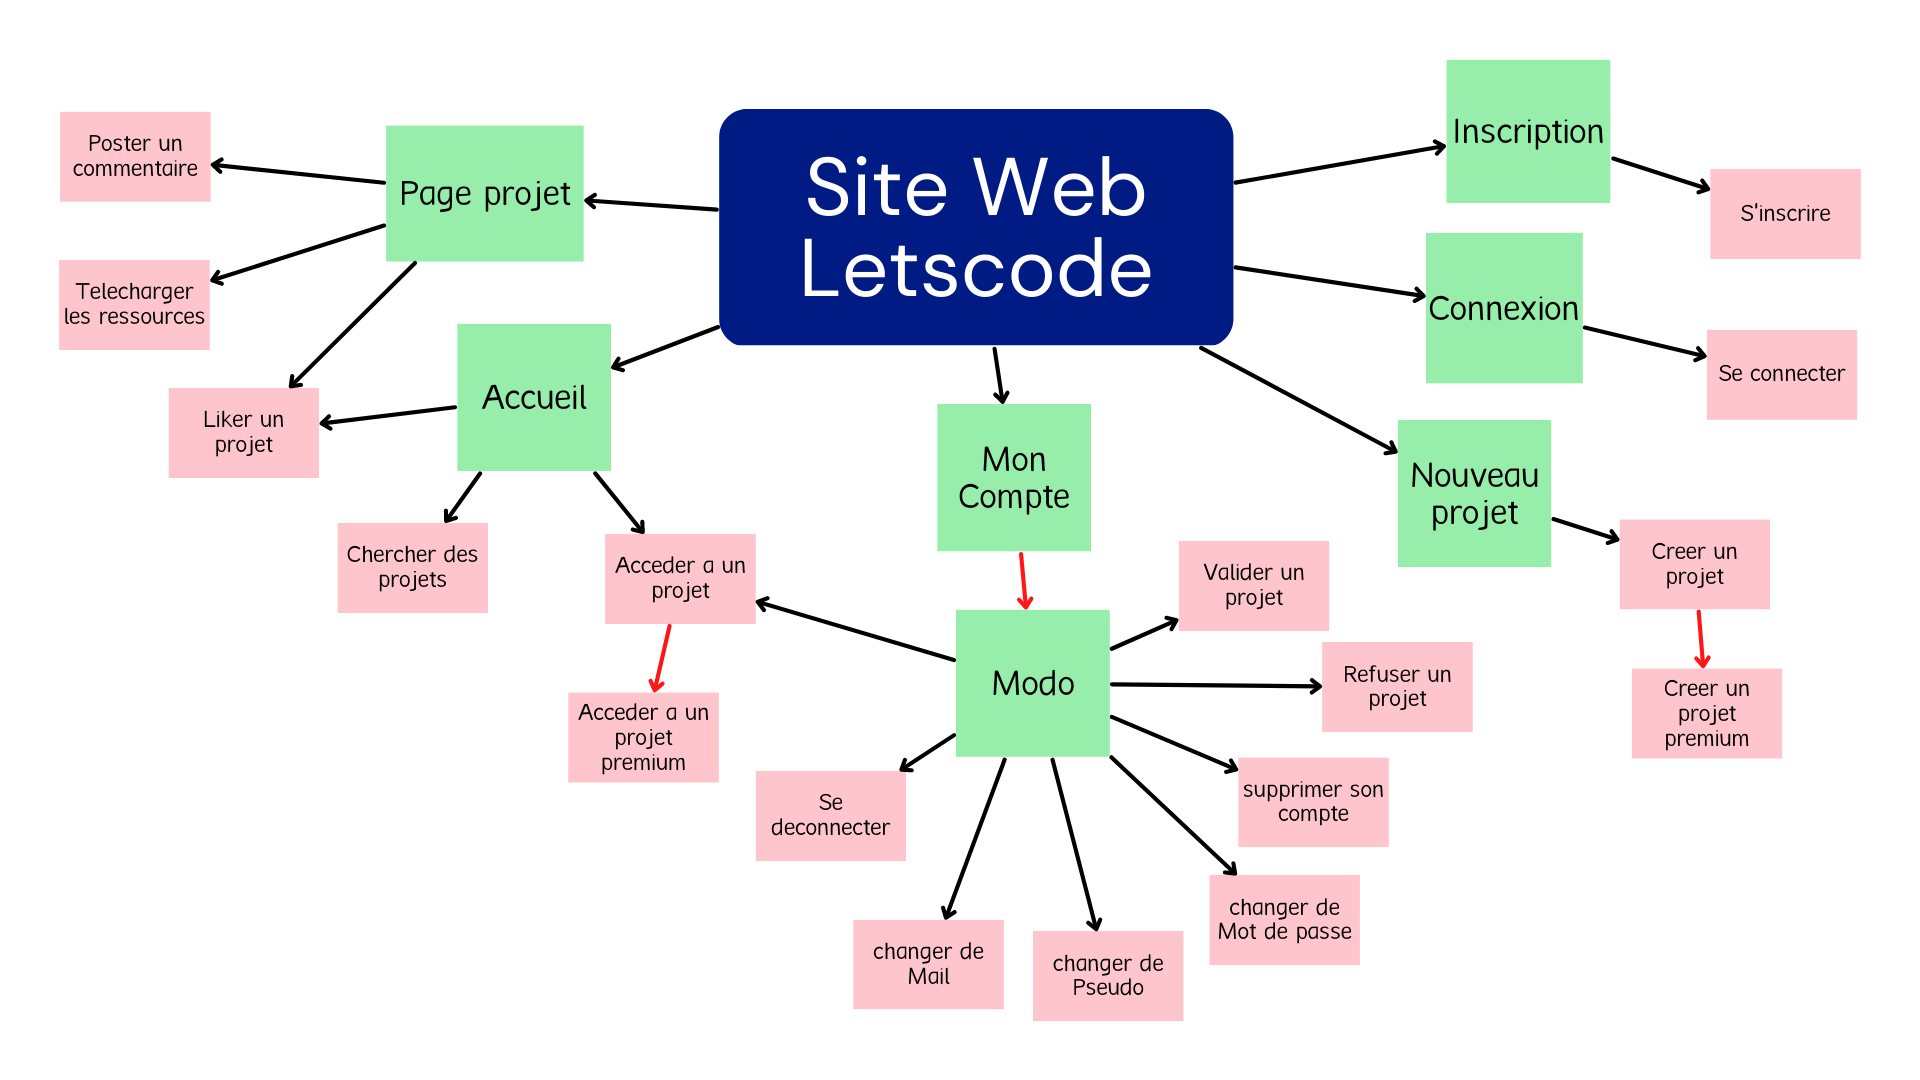 Site Web
Letscode
Inscription
S'inscrire
Connexion
Se connecter
Nouveau
projet
Creer un
projet
Creer un
projet
premium
Page projet
Poster un
commentaire
Telecharger
les ressources
Liker un
projet
Accueil
Chercher des
projets
Acceder a un
projet
Acceder a un
projet
premium
Mon
Compte
Modo
Valider un
projet
Refuser un
projet
supprimer son
compte
changer de
Mot de passe
changer de
Pseudo
changer de
Mail
Se
deconnecter